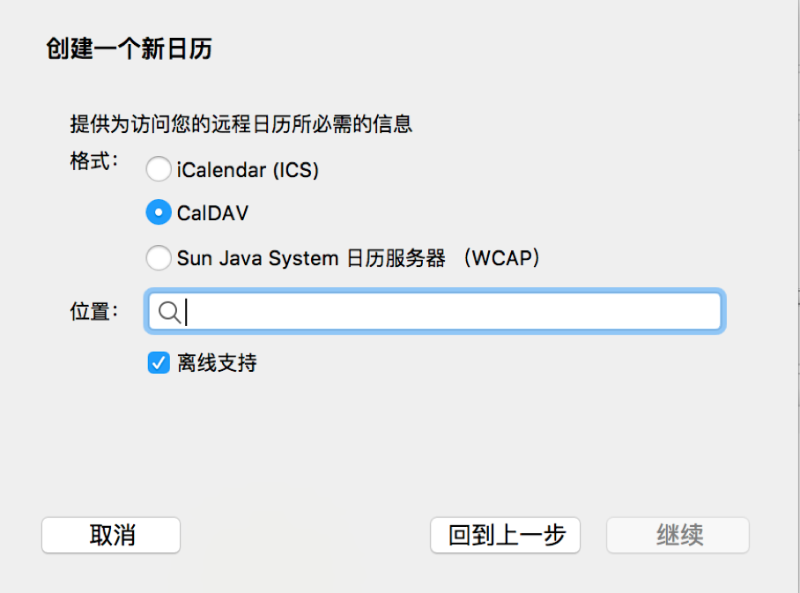 创建一个新日历
提供为访问您的远程日历所必需的信息
格式：
iCalendar (ICS)
CalDAV
Sun Java System 日历服务器 （WCAP）
位置：
离线支持
取消
回到上一步
继续